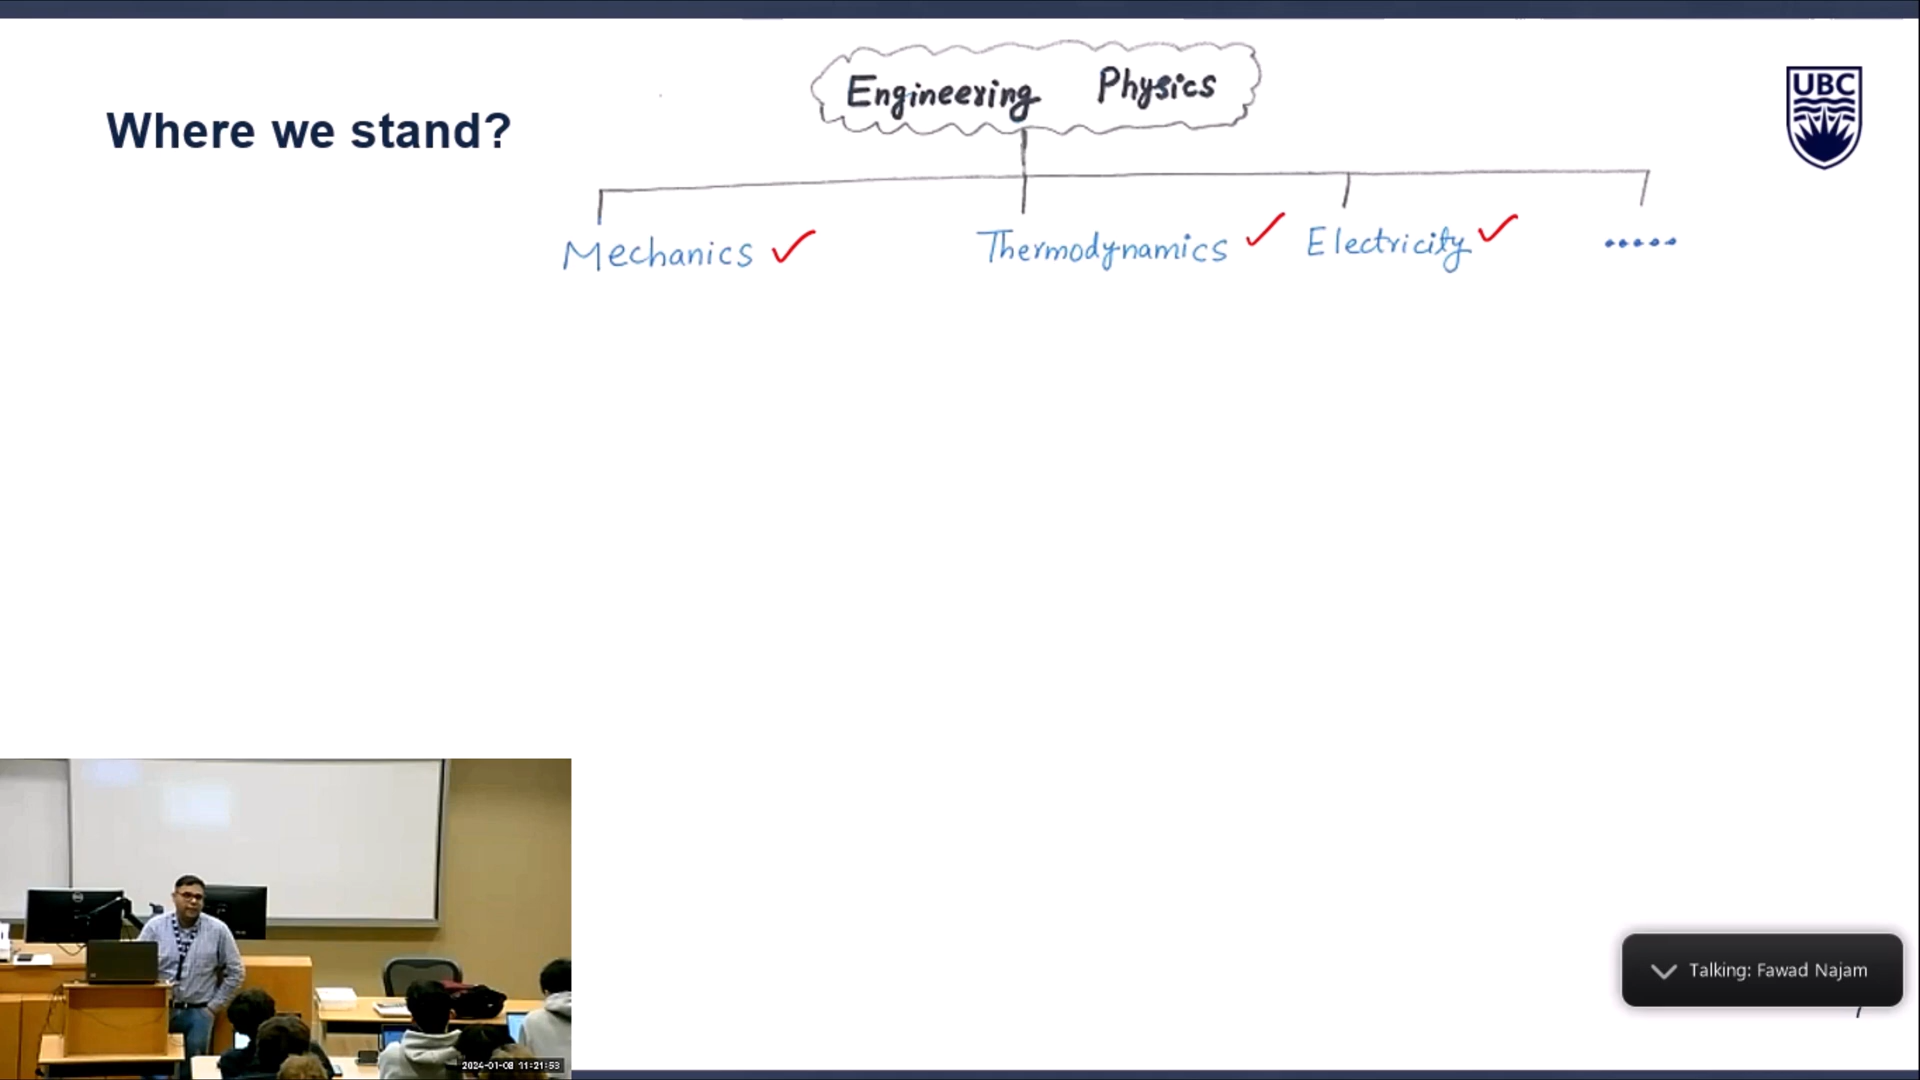 Engineering Physics
UBC
Where we stand?
Mechanics ✓ Thermodynamics ✓ Electricity ✓ .....
Talking: Fawad Najam
2024-01-08 11:21:53